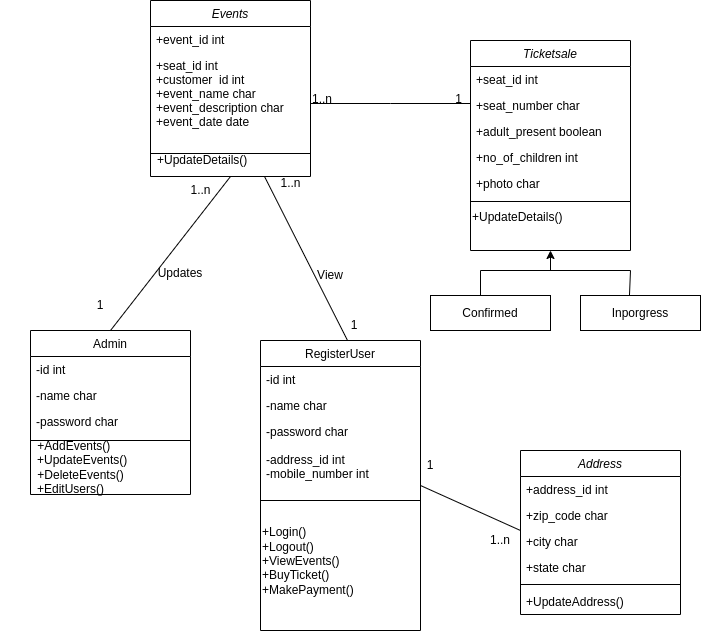 Events
+event_id int
+seat_id int
+customer_id int
+event_name char
+event_description char
+event_date date
+UpdateDetails()
1..n
1
Ticketsale
+seat_id int
+seat_number char
+adult_present boolean
+no_of_children int
+photo char
+UpdateDetails()
Confirmed
Inporgress
1..n
Updates
1
1..n
View
1
Admin
-id int
-name char
-password char
+AddEvents()
+UpdateEvents()
+DeleteEvents()
+EditUsers()
RegisterUser
-id int
-name char
-password char
-address_id int
-mobile_number int
+Login()
+Logout()
+ViewEvents()
+BuyTicket()
+MakePayment()
1
1..n
Address
+address_id int
+zip_code char
+city char
+state char
+UpdateAddress()